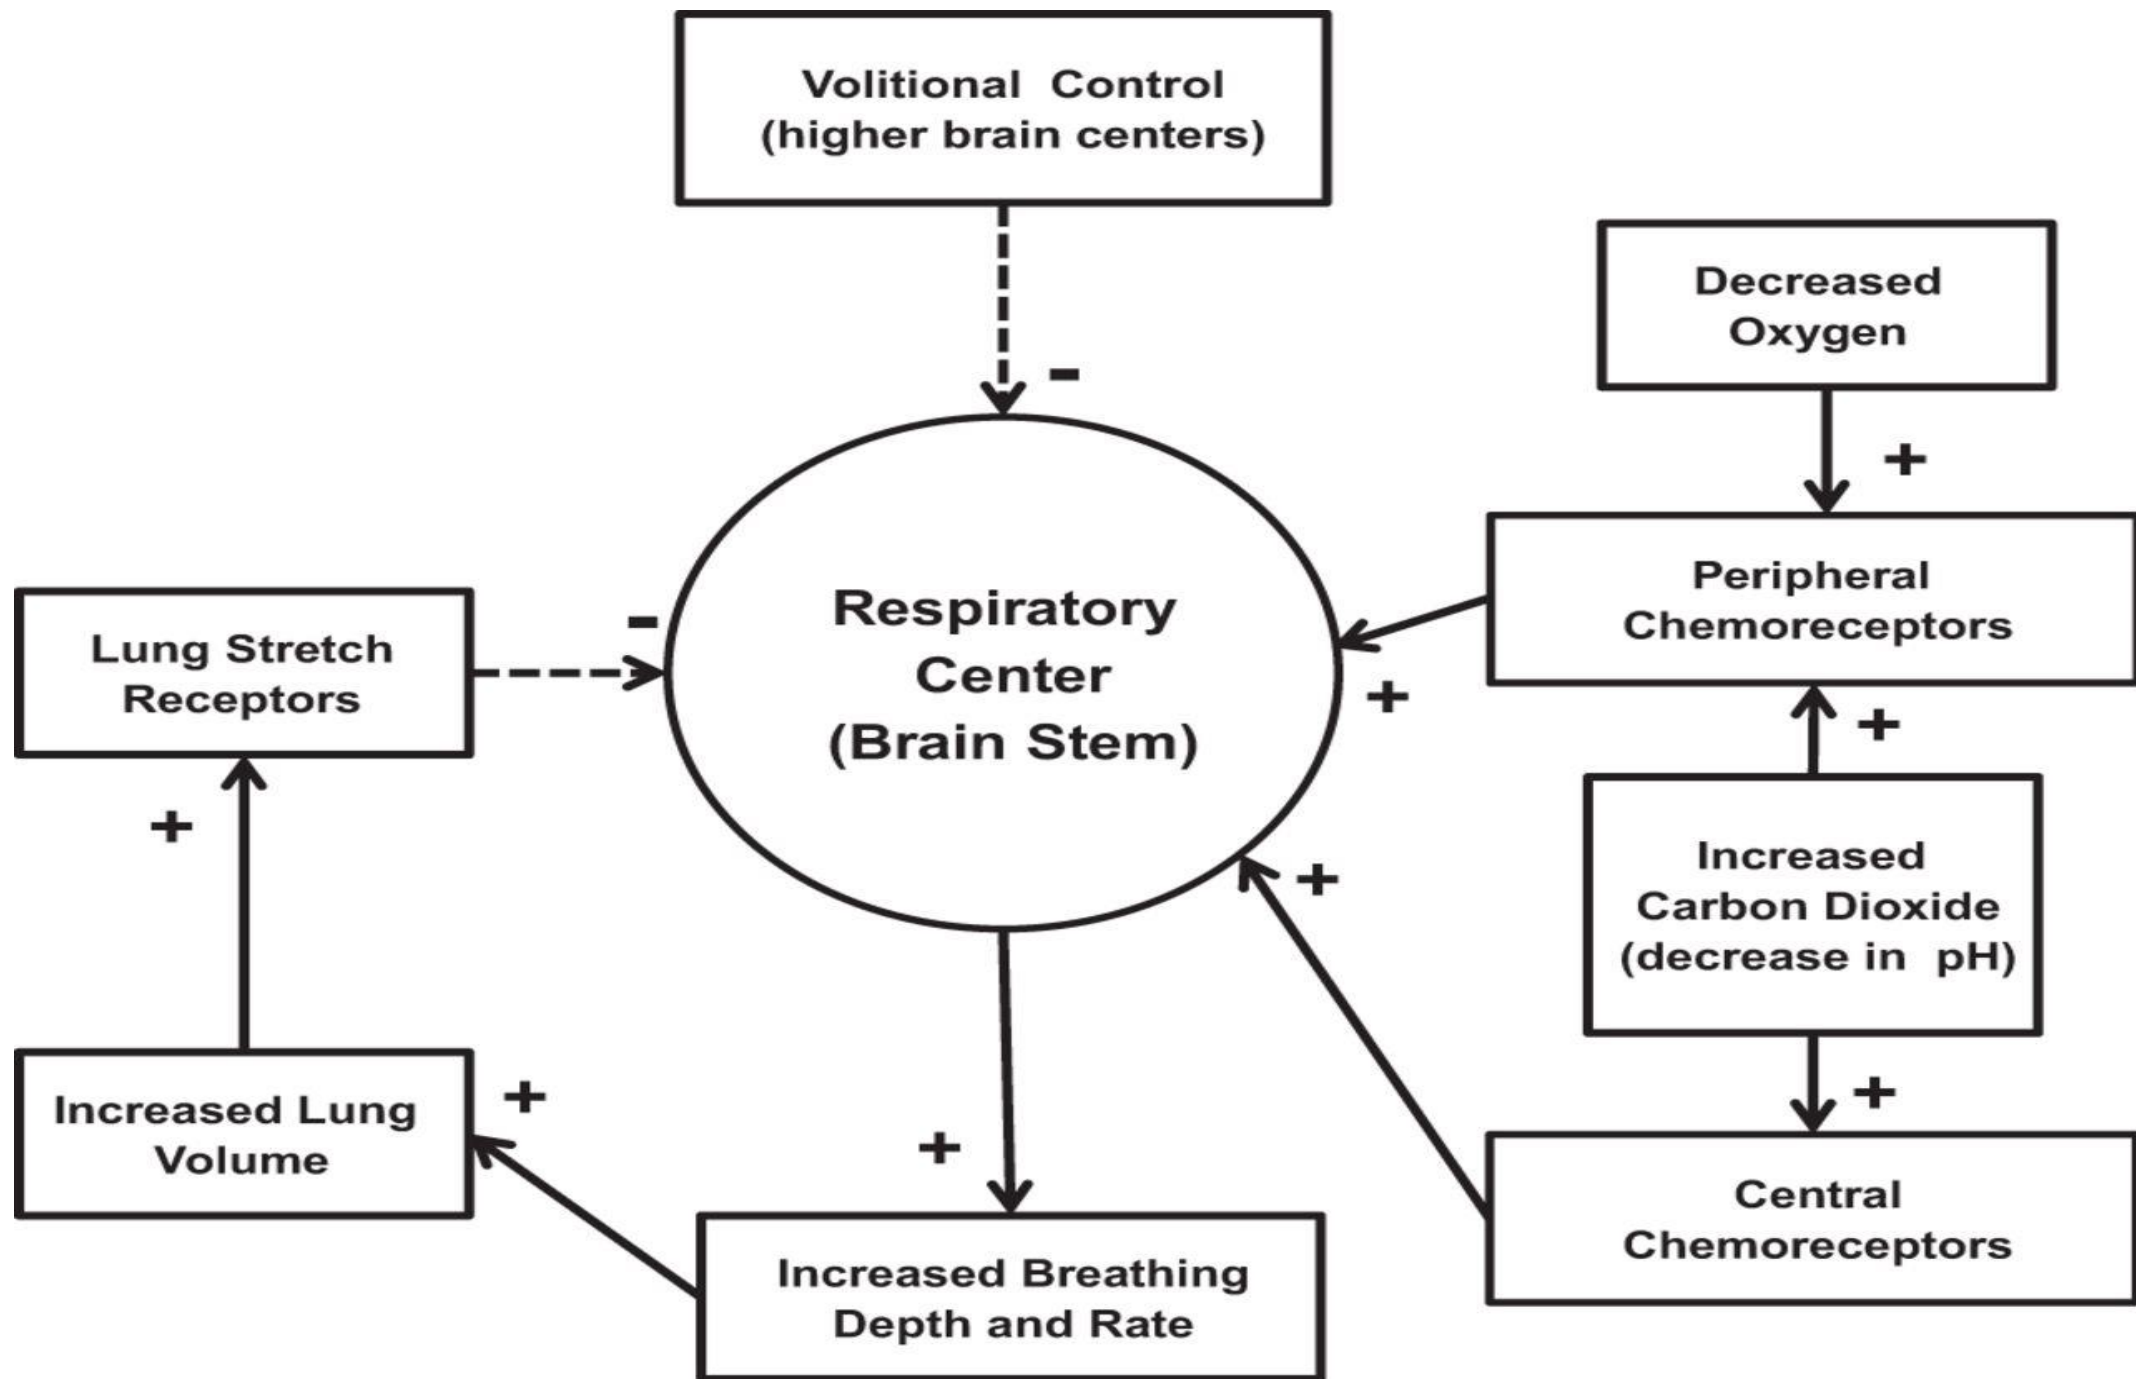 Volitional Control
(higher brain centers)
-
Decreased
Oxygen
+
Peripheral
Chemoreceptors
+
+
Increased
Carbon Dioxide
(decrease in pH)
+
Central
Chemoreceptors
+
Respiratory
Center
(Brain Stem)
+
Increased Breathing
Depth and Rate
+
Increased Lung
Volume
+
Lung Stretch
Receptors
-